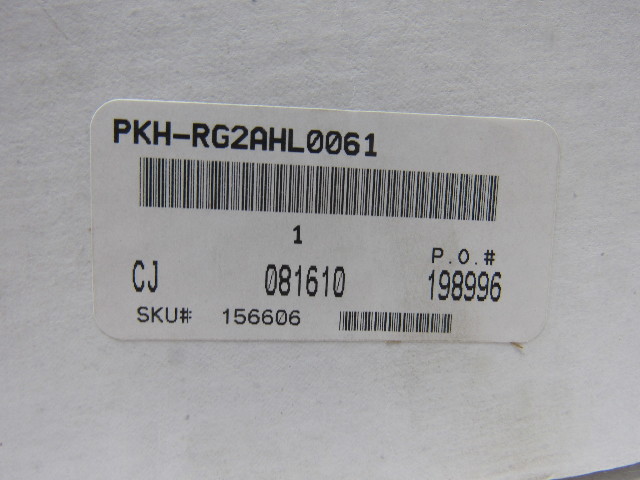 PKH-RG2AHL0061
1
P.O.#
CJ 081610 198996
SKU# 156606